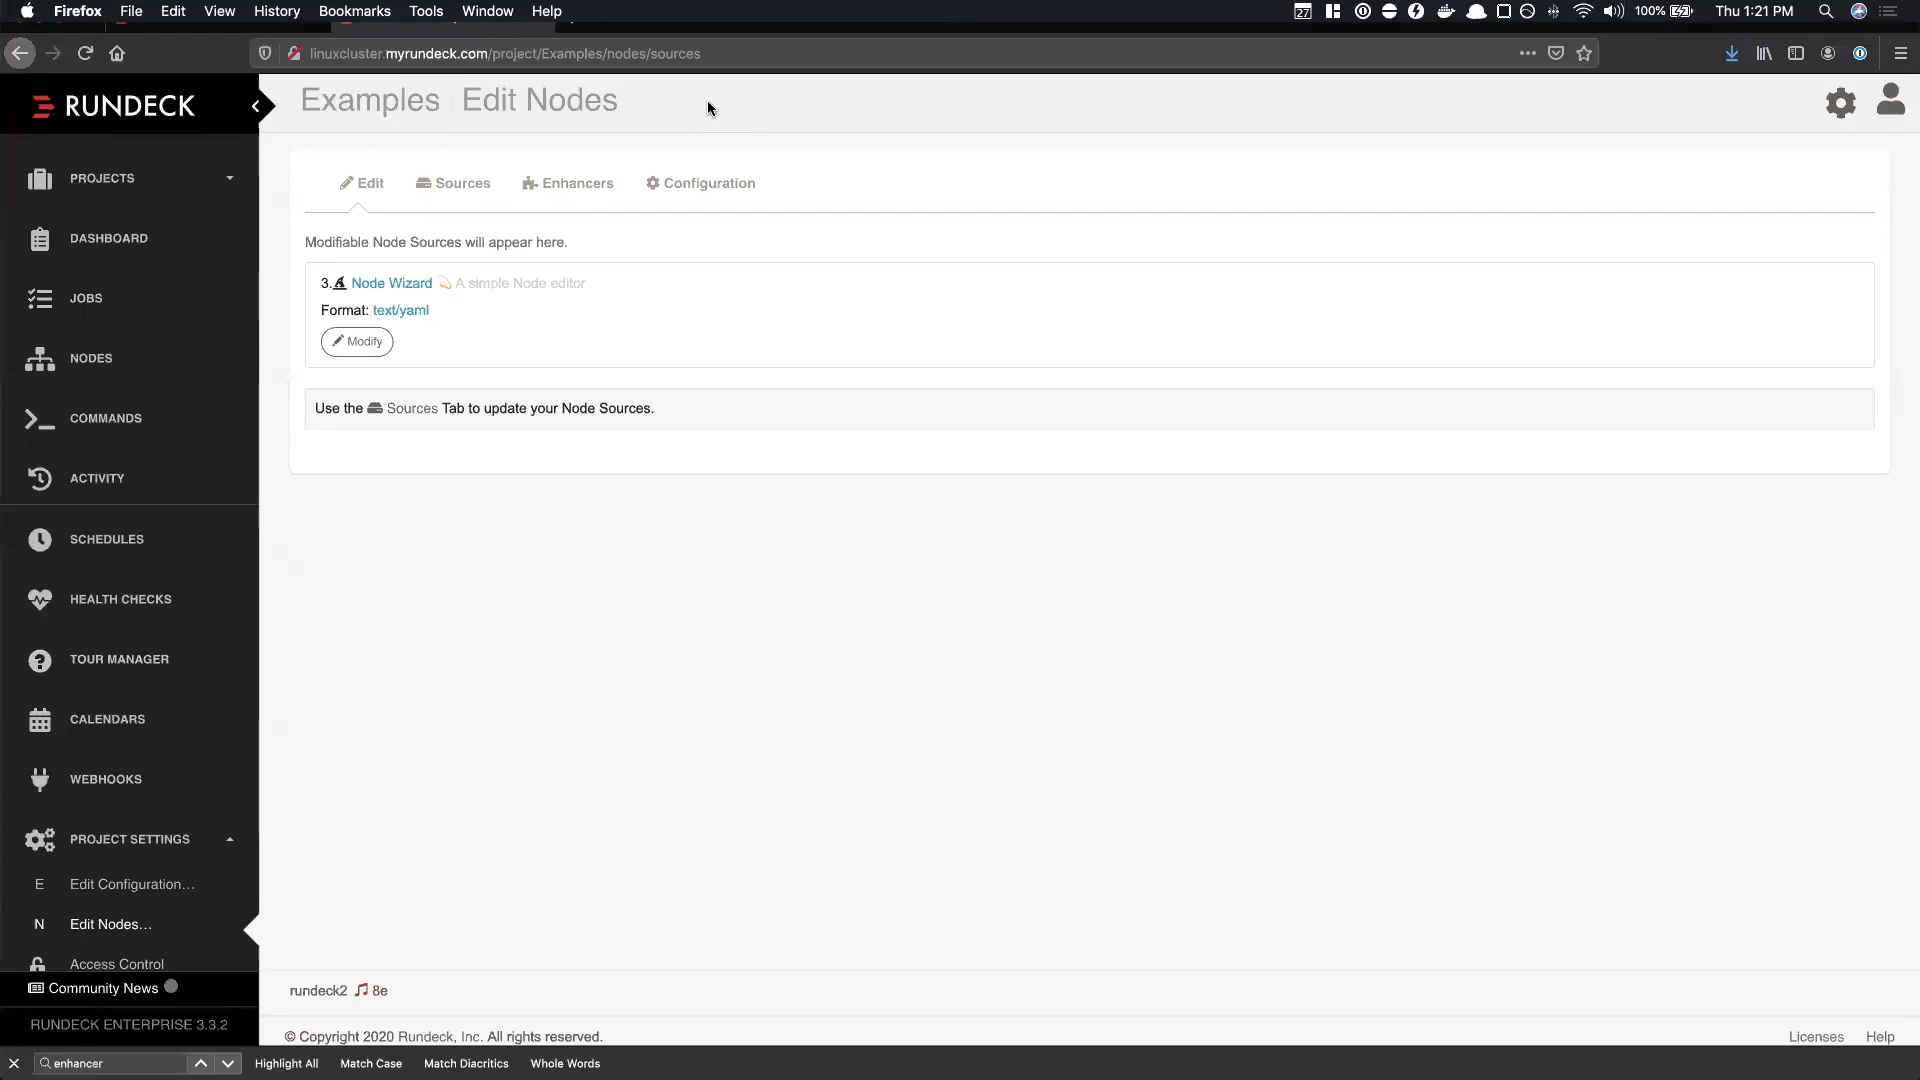 Firefox File Edit View History Bookmarks Tools Window Help
27 100% Thu 1:21 PM
linuxcluster.myrundeck.com/project/Examples/nodes/sources
RUNDECK
Examples Edit Nodes
PROJECTS
DASHBOARD
JOBS
NODES
COMMANDS
ACTIVITY
SCHEDULES
HEALTH CHECKS
TOUR MANAGER
CALENDARS
WEBHOOKS
PROJECT SETTINGS
E Edit Configuration...
N Edit Nodes...
Access Control
Community News
RUNDECK ENTERPRISE 3.3.2
Edit Sources Enhancers Configuration
Modifiable Node Sources will appear here.
3. Node Wizard A simple Node editor
Format: text/yaml
Modify
Use the Sources Tab to update your Node Sources.
rundeck2 8e
© Copyright 2020 Rundeck, Inc. All rights reserved.
Licenses Help
enhancer Highlight All Match Case Match Diacritics Whole Words